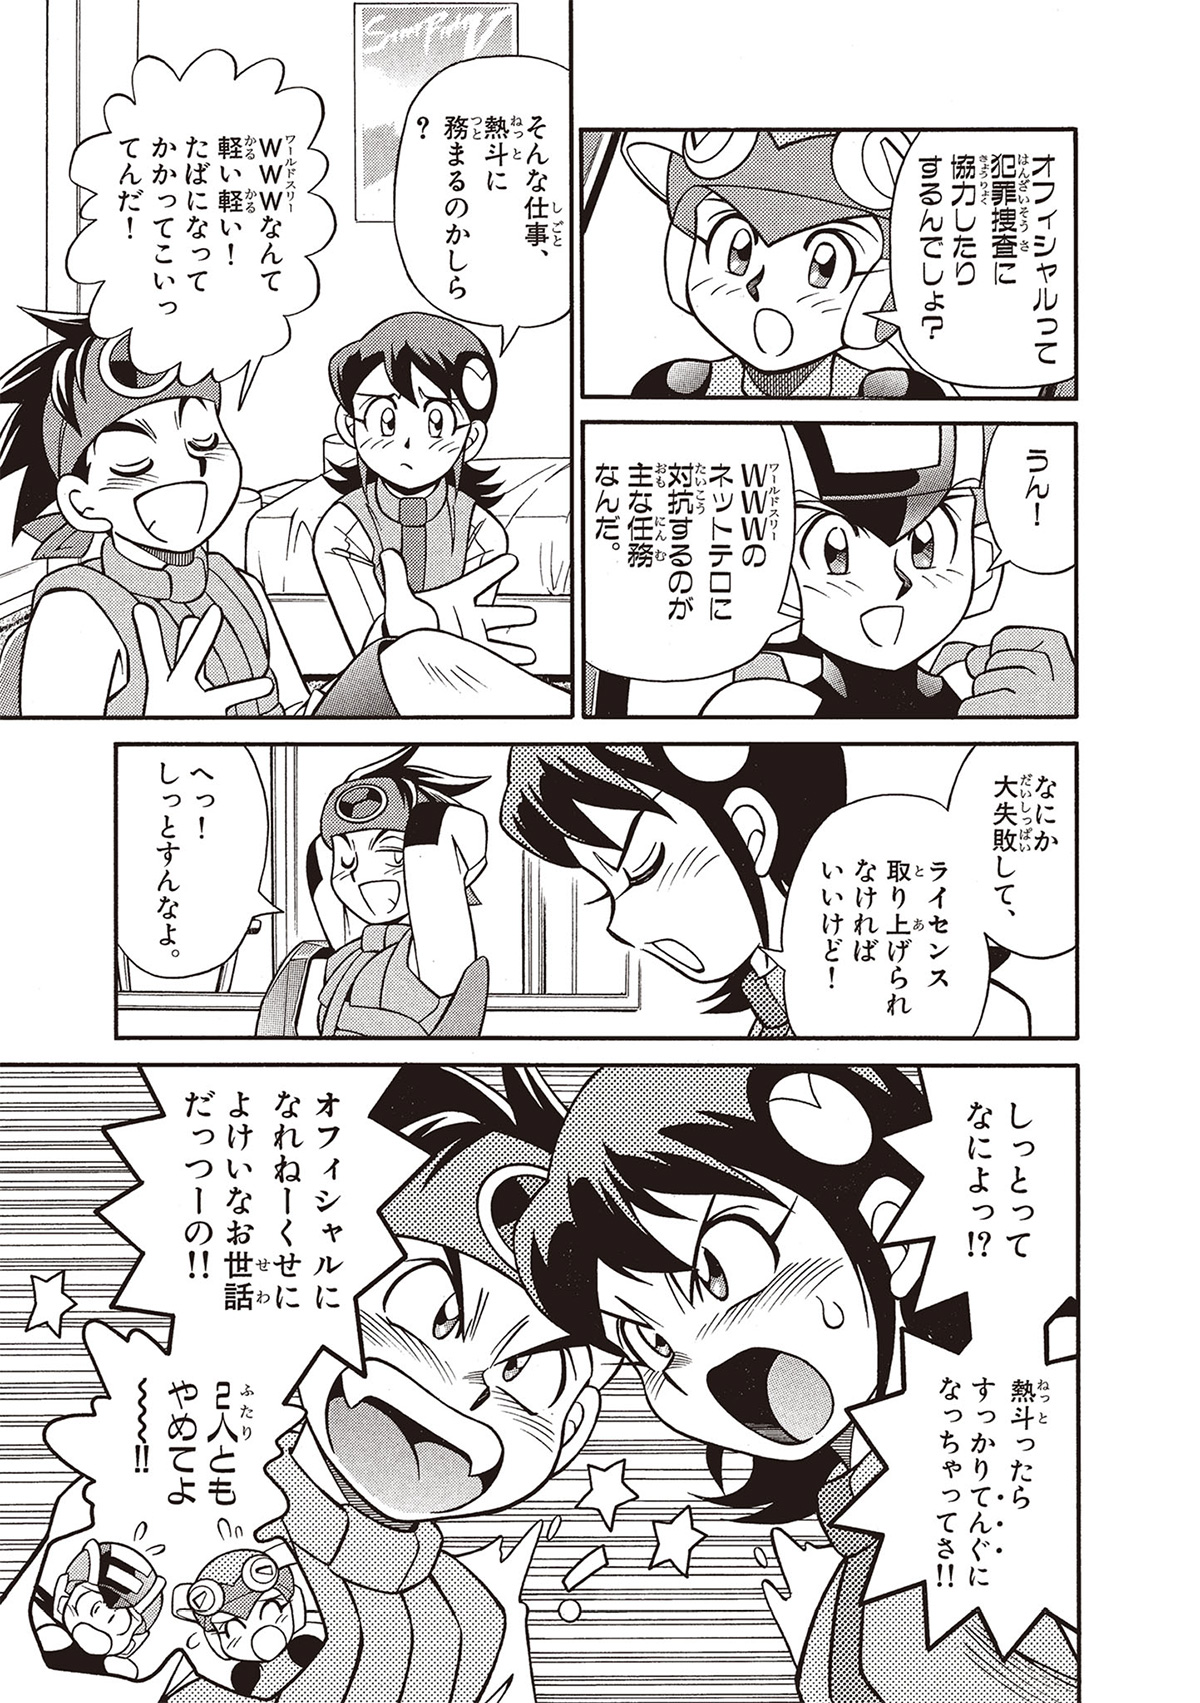 オフィシャルって
犯罪捜査に
協力したり
するんでしょ?
うん!
WWWの
ネットテロに
対抗するのが
主な任務
なんだ。
そんな仕事、
熱斗に
務まるのかしら
?
WWWなんて
軽い軽い!
たばになって
かかってこいっ
てんだ!
なにか
大失敗して、
ライセンス
取り上げられ
なければ
いいけど!
へっ!
しっとすんなよ。
しっとって
なによっ!?
熱斗ったら
すっかりてんぐに
なっちゃってさ!!
オフィシャルに
なれねーくせに
よけいなお世話
だっつーの!!
2人とも
やめてよ
〜〜〜!!